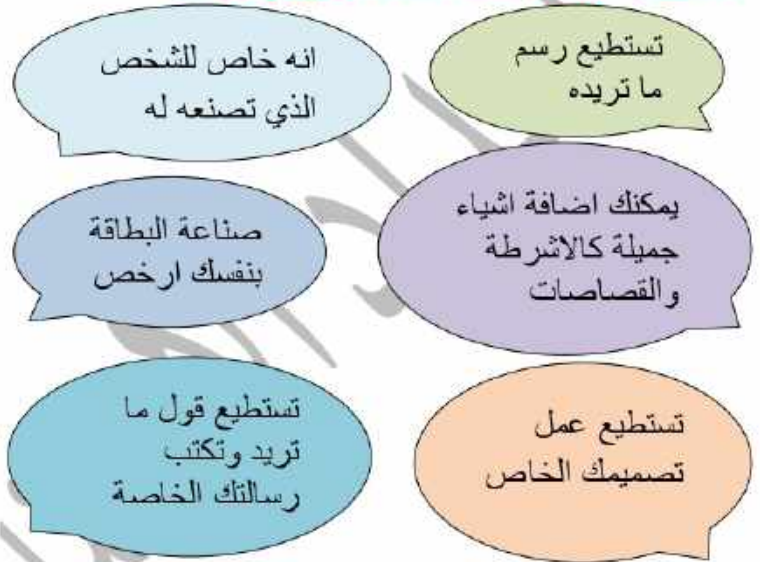 تستطيع رسم
ما تريده
انه خاص للشخص
الذي تصنعه له
يمكنك اضافة اشياء
جميلة كالاشرطة
والقصاصات
صناعة البطاقة
بنفسك ارخص
تستطيع عمل
تصميمك الخاص
تستطيع قول ما
تريد وتكتب
رسالتك الخاصة